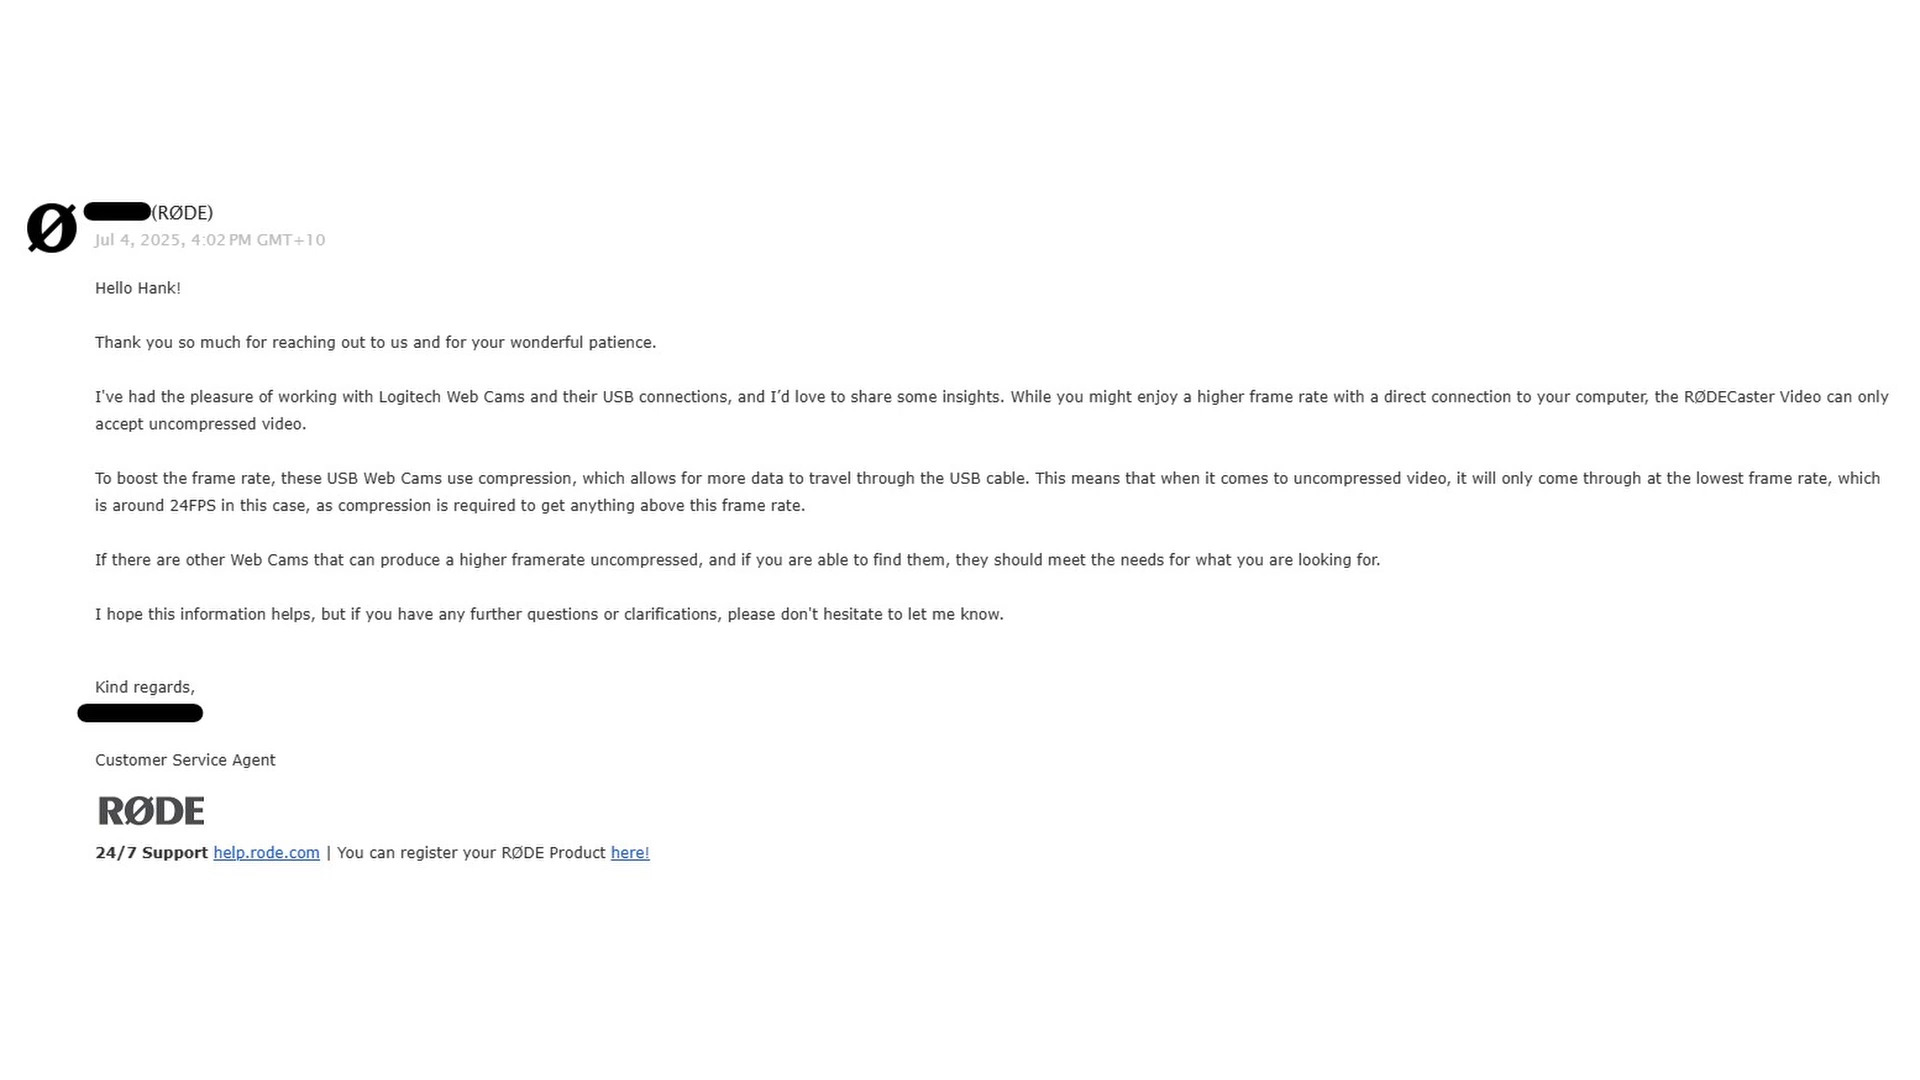 Ø
(RØDE)
Jul 4, 2025, 4:02 PM GMT+10
Hello Hank!
Thank you so much for reaching out to us and for your wonderful patience.
I've had the pleasure of working with Logitech Web Cams and their USB connections, and I’d love to share some insights. While you might enjoy a higher frame rate with a direct connection to your computer, the RØDECaster Video can only
accept uncompressed video.
To boost the frame rate, these USB Web Cams use compression, which allows for more data to travel through the USB cable. This means that when it comes to uncompressed video, it will only come through at the lowest frame rate, which
is around 24FPS in this case, as compression is required to get anything above this frame rate.
If there are other Web Cams that can produce a higher framerate uncompressed, and if you are able to find them, they should meet the needs for what you are looking for.
I hope this information helps, but if you have any further questions or clarifications, please don't hesitate to let me know.
Kind regards,
Customer Service Agent
RØDE
24/7 Support help.rode.com | You can register your RØDE Product here!